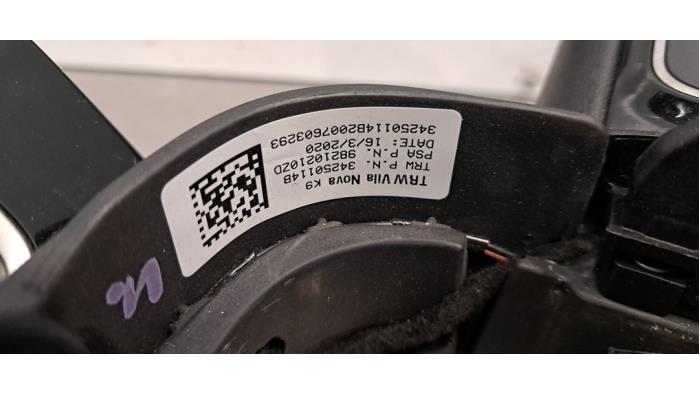 TRW Vila Nova K9
TRW P.N. 34250114B
PSA P.N. 98210210ZD
DATE: 16/3/2020
34250114B2007603293